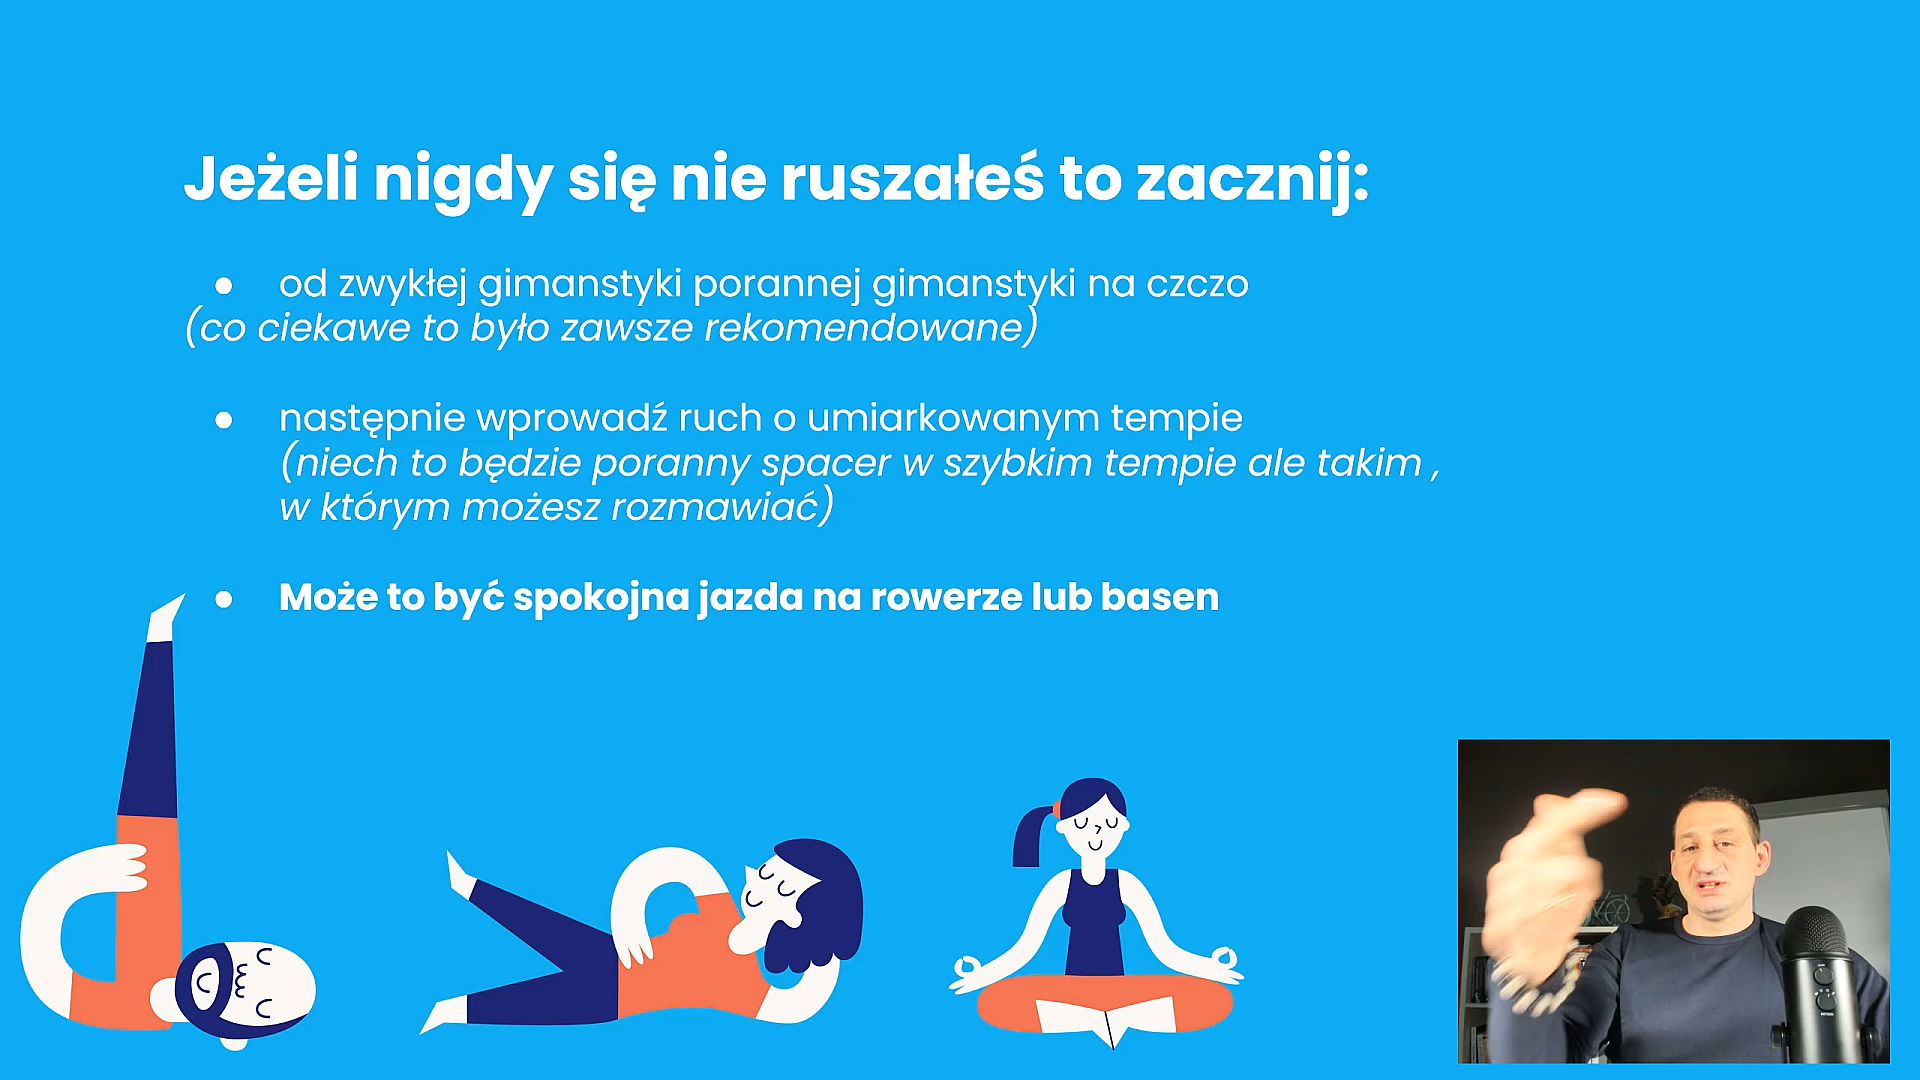 Jeżeli nigdy się nie ruszałeś to zacznij:
● od zwykłej gimanstyki porannej gimanstyki na czczo
(co ciekawe to było zawsze rekomendowane)
● następnie wprowadź ruch o umiarkowanym tempie
(niech to będzie poranny spacer w szybkim tempie ale takim ,
w którym możesz rozmawiać)
● Może to być spokojna jazda na rowerze lub basen